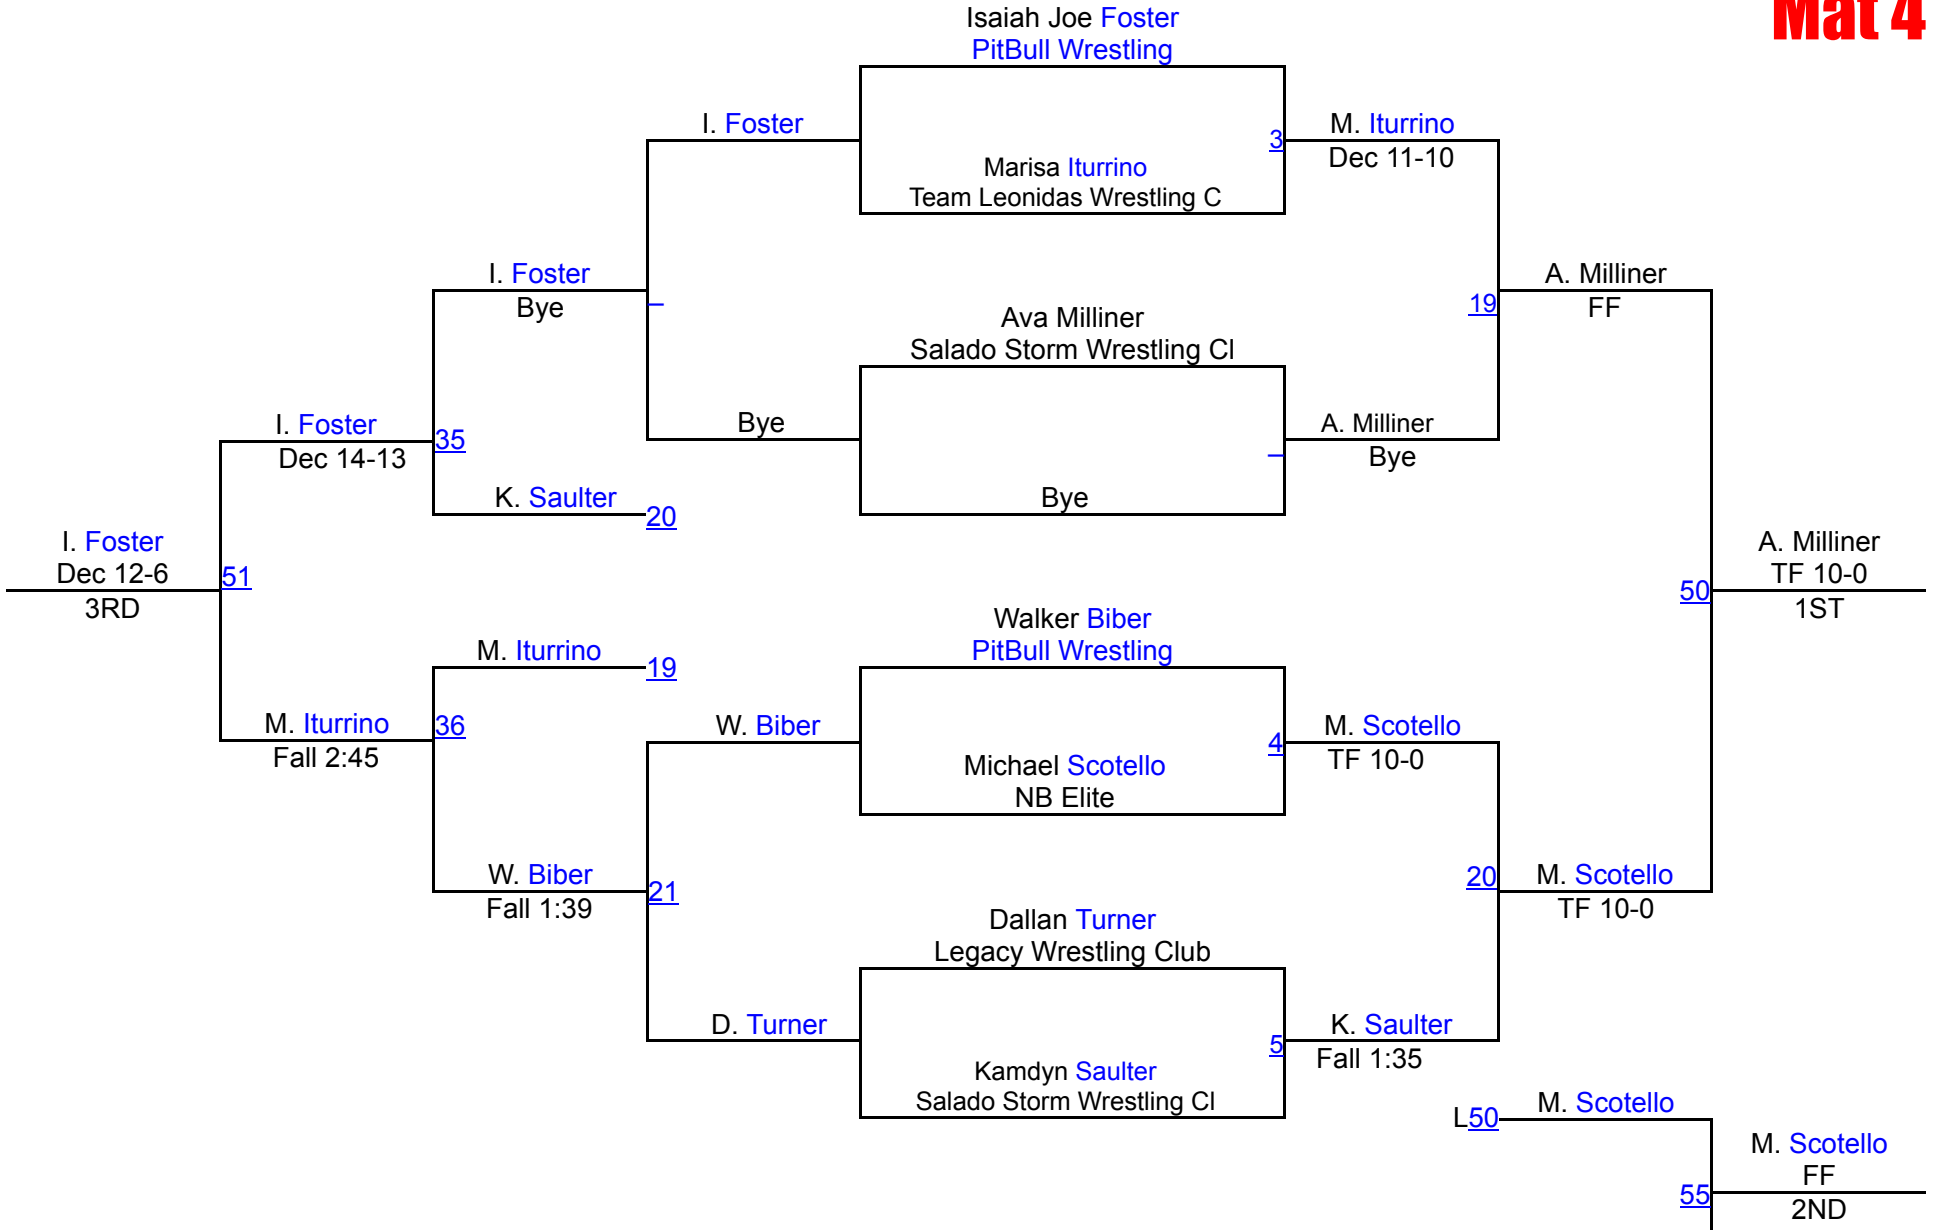 Mat 4
Isaiah Joe Foster
PitBull Wrestling
I. Foster
3
M. Iturrino
Dec 11-10
Marisa Iturrino
Team Leonidas Wrestling C
I. Foster
Bye
A. Milliner
FF
19
Ava Milliner
Salado Storm Wrestling Cl
I. Foster
Dec 14-13
35
Bye
A. Milliner
Bye
K. Saulter
20
Bye
I. Foster
Dec 12-6
3RD
51
A. Milliner
TF 10-0
1ST
50
Walker Biber
PitBull Wrestling
M. Iturrino
19
M. Iturrino
Fall 2:45
36
W. Biber
4
M. Scotello
TF 10-0
Michael Scotello
NB Elite
W. Biber
Fall 1:39
21
20
M. Scotello
TF 10-0
Dallan Turner
Legacy Wrestling Club
D. Turner
5
K. Saulter
Fall 1:35
Kamdyn Saulter
Salado Storm Wrestling Cl
L50
M. Scotello
M. Scotello
FF
2ND
55